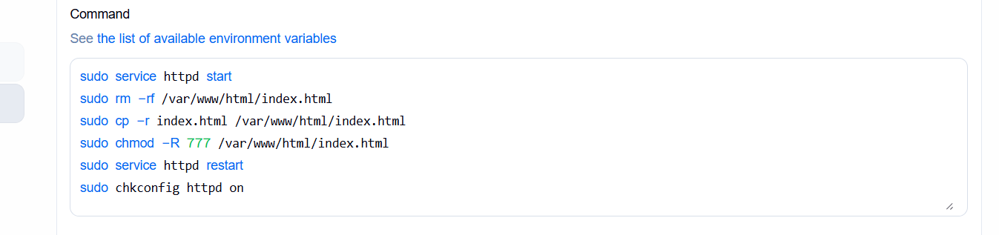 Command
See the list of available environment variables
sudo service httpd start
sudo rm -rf /var/www/html/index.html
sudo cp -r index.html /var/www/html/index.html
sudo chmod -R 777 /var/www/html/index.html
sudo service httpd restart
sudo chkconfig httpd on